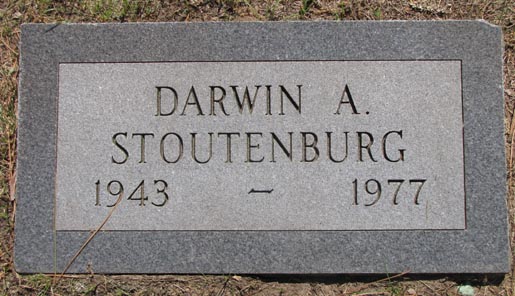 DARWIN A.
STOUTENBURG
1943 – 1977